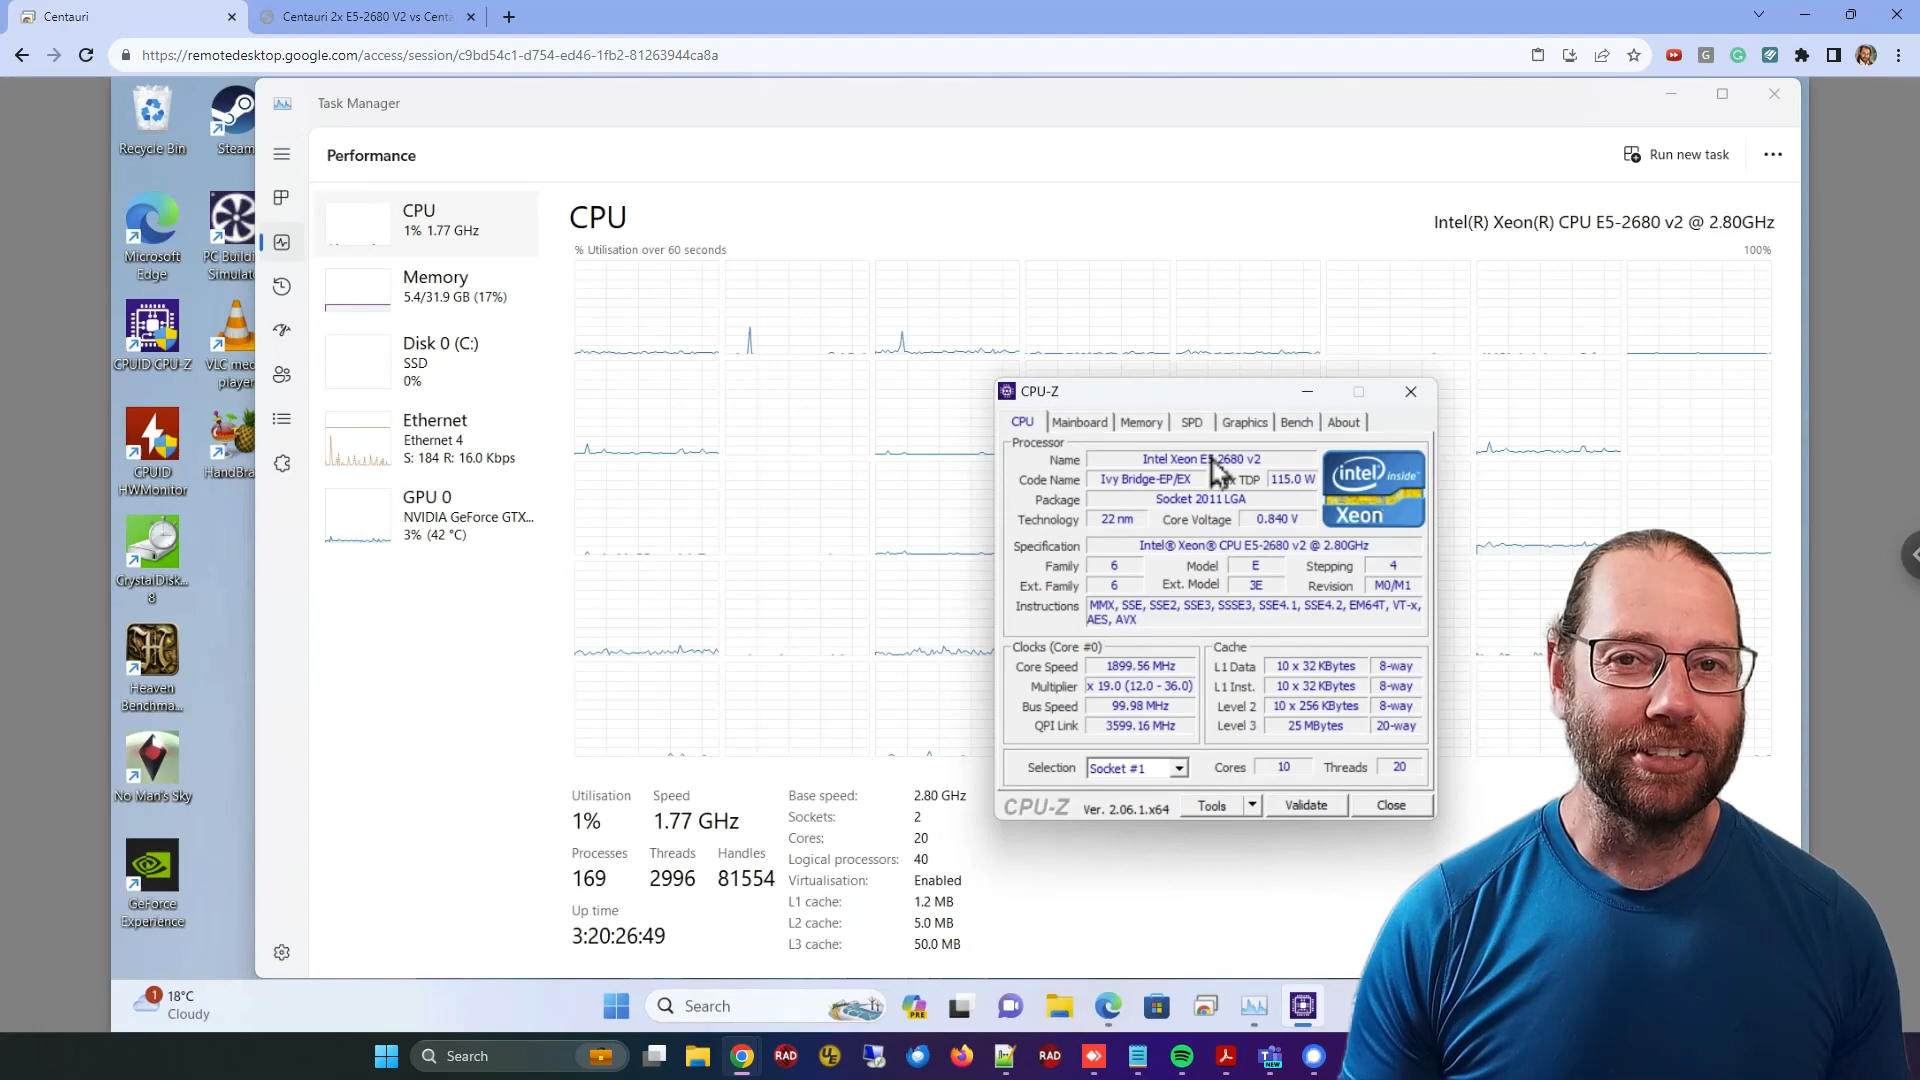 Centauri
Centauri 2x E5-2680 V2 vs Centa
https://remotedesktop.google.com/access/session/c9bd54c1-d754-ed46-1fb2-81263944ca8a
Recycle Bin
Steam
Microsoft
Edge
PC Buildi
Simulat
CPUID CPU-Z
VLC med
player
CPUID
HWMonitor
HandBra
CrystalDisk...
8
Heaven
Benchma...
No Man's Sky
GeForce
Experience
Task Manager
Performance
Run new task
CPU
1% 1.77 GHz
Memory
5.4/31.9 GB (17%)
Disk 0 (C:)
SSD
0%
Ethernet
Ethernet 4
S: 184 R: 16.0 Kbps
GPU 0
NVIDIA GeForce GTX...
3% (42 °C)
CPU
Intel(R) Xeon(R) CPU E5-2680 v2 @ 2.80GHz
% Utilisation over 60 seconds
100%
Utilisation
1%
Speed
1.77 GHz
Processes
169
Threads
2996
Handles
81554
Up time
3:20:26:49
Base speed: 2.80 GHz
Sockets: 2
Cores: 20
Logical processors: 40
Virtualisation: Enabled
L1 cache: 1.2 MB
L2 cache: 5.0 MB
L3 cache: 50.0 MB
CPU-Z
CPU Mainboard Memory SPD Graphics Bench About
Processor
Name Intel Xeon E5-2680 v2
Code Name Ivy Bridge-EP/EX TDP 115.0 W
Package Socket 2011 LGA
Technology 22 nm Core Voltage 0.840 V
intel inside
Xeon
Specification Intel® Xeon® CPU E5-2680 v2 @ 2.80GHz
Family 6 Model E Stepping 4
Ext. Family 6 Ext. Model 3E Revision M0/M1
Instructions MMX, SSE, SSE2, SSE3, SSSE3, SSE4.1, SSE4.2, EM64T, VT-x,
AES, AVX
Clocks (Core #0)
Core Speed 1899.56 MHz
Multiplier x 19.0 (12.0 - 36.0)
Bus Speed 99.98 MHz
QPI Link 3599.16 MHz
Cache
L1 Data 10 x 32 KBytes 8-way
L1 Inst. 10 x 32 KBytes 8-way
Level 2 10 x 256 KBytes 8-way
Level 3 25 MBytes 20-way
Selection Socket #1 Cores 10 Threads 20
CPU-Z Ver. 2.06.1.x64 Tools Validate Close
1
18°C
Cloudy
Search
PRE
Search
RAD
UE
RAD
NEW